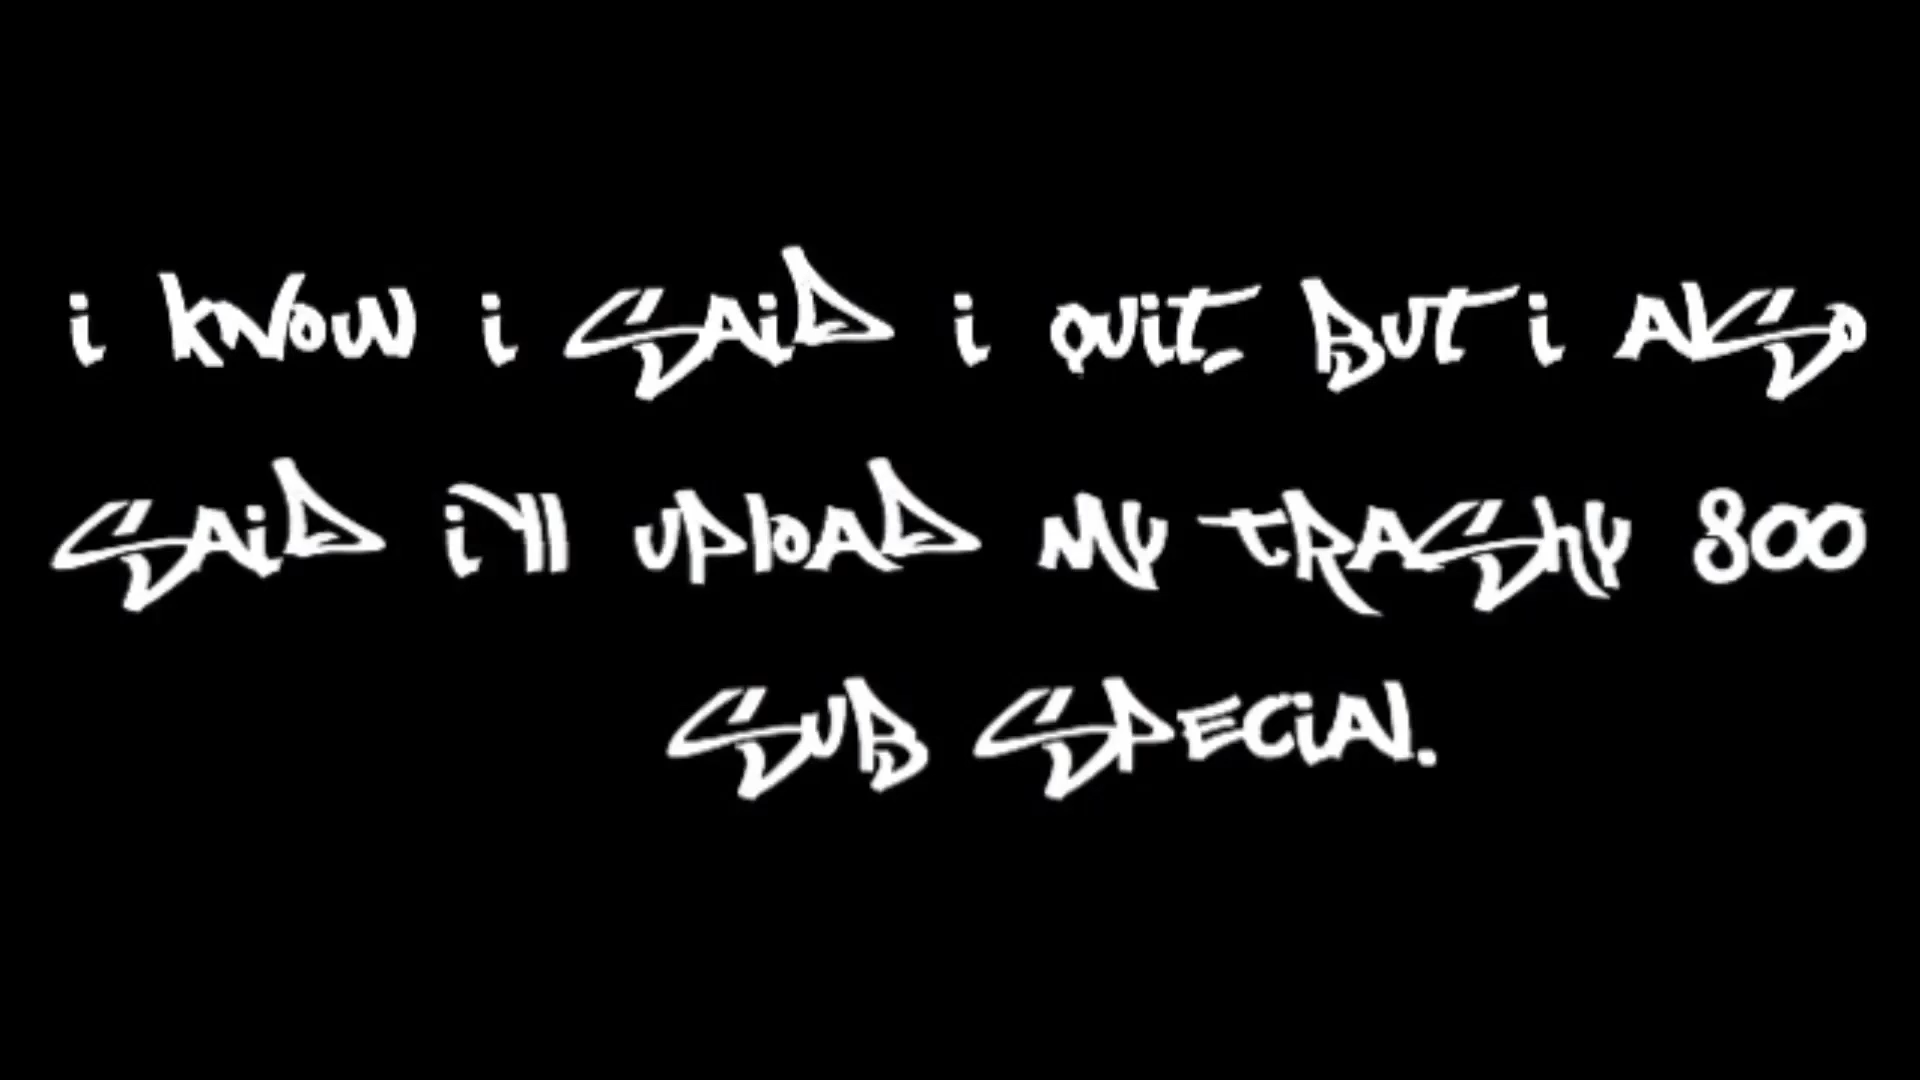 i know i said i quit, but i also
said i'll upload my trashy 800
sub special.